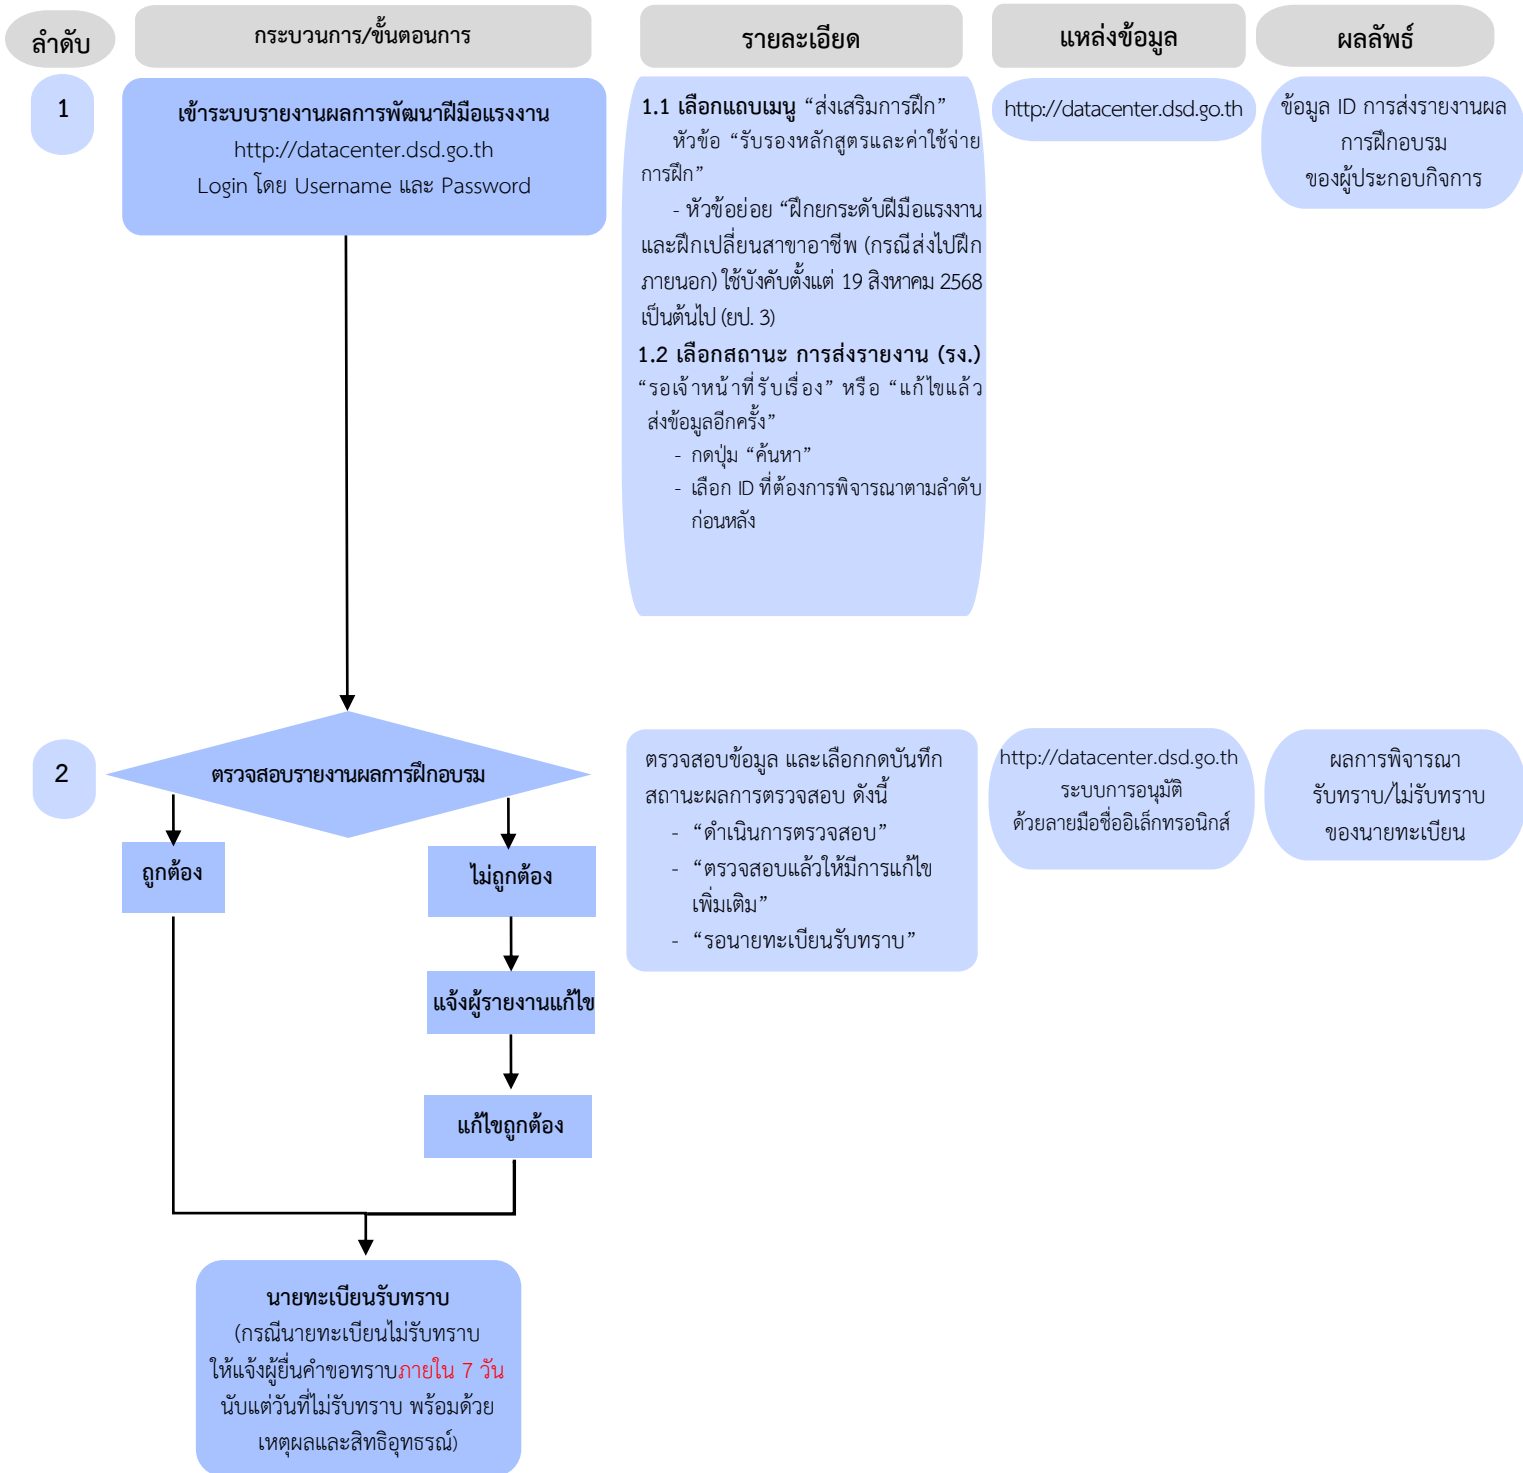 ลำดับ
กระบวนการ/ขั้นตอนการ
รายละเอียด
แหล่งข้อมูล
ผลลัพธ์
1
เข้าระบบรายงานผลการพัฒนาฝีมือแรงงาน
http://datacenter.dsd.go.th
Login โดย Username และ Password
1.1 เลือกแถบเมนู “ส่งเสริมการฝึก”
หัวข้อ “รับรองหลักสูตรและค่าใช้จ่าย
การฝึก”
- หัวข้อย่อย “ฝึกยกระดับฝีมือแรงงาน
และฝึกเปลี่ยนสาขาอาชีพ (กรณีส่งไปฝึก
ภายนอก) ใช้บังคับตั้งแต่ 19 สิงหาคม 2568
เป็นต้นไป (ยป. 3)
1.2 เลือกสถานะ การส่งรายงาน (รง.)
“รอเจ้าหน้าที่รับเรื่อง” หรือ “แก้ไขแล้ว
ส่งข้อมูลอีกครั้ง”
- กดปุ่ม “ค้นหา”
- เลือก ID ที่ต้องการพิจารณาตามลำดับ
ก่อนหลัง
http://datacenter.dsd.go.th
ข้อมูล ID การส่งรายงานผล
การฝึกอบรม
ของผู้ประกอบกิจการ
2
ตรวจสอบรายงานผลการฝึกอบรม
ถูกต้อง
ไม่ถูกต้อง
แจ้งผู้รายงานแก้ไข
แก้ไขถูกต้อง
นายทะเบียนรับทราบ
(กรณีนายทะเบียนไม่รับทราบ
ให้แจ้งผู้ยื่นคำขอทราบภายใน 7 วัน
นับแต่วันที่ไม่รับทราบ พร้อมด้วย
เหตุผลและสิทธิอุทธรณ์)
ตรวจสอบข้อมูล และเลือกกดบันทึก
สถานะผลการตรวจสอบ ดังนี้
- “ดำเนินการตรวจสอบ”
- “ตรวจสอบแล้วให้มีการแก้ไข
เพิ่มเติม”
- “รอนายทะเบียนรับทราบ”
http://datacenter.dsd.go.th
ระบบการอนุมัติ
ด้วยลายมือชื่ออิเล็กทรอนิกส์
ผลการพิจารณา
รับทราบ/ไม่รับทราบ
ของนายทะเบียน